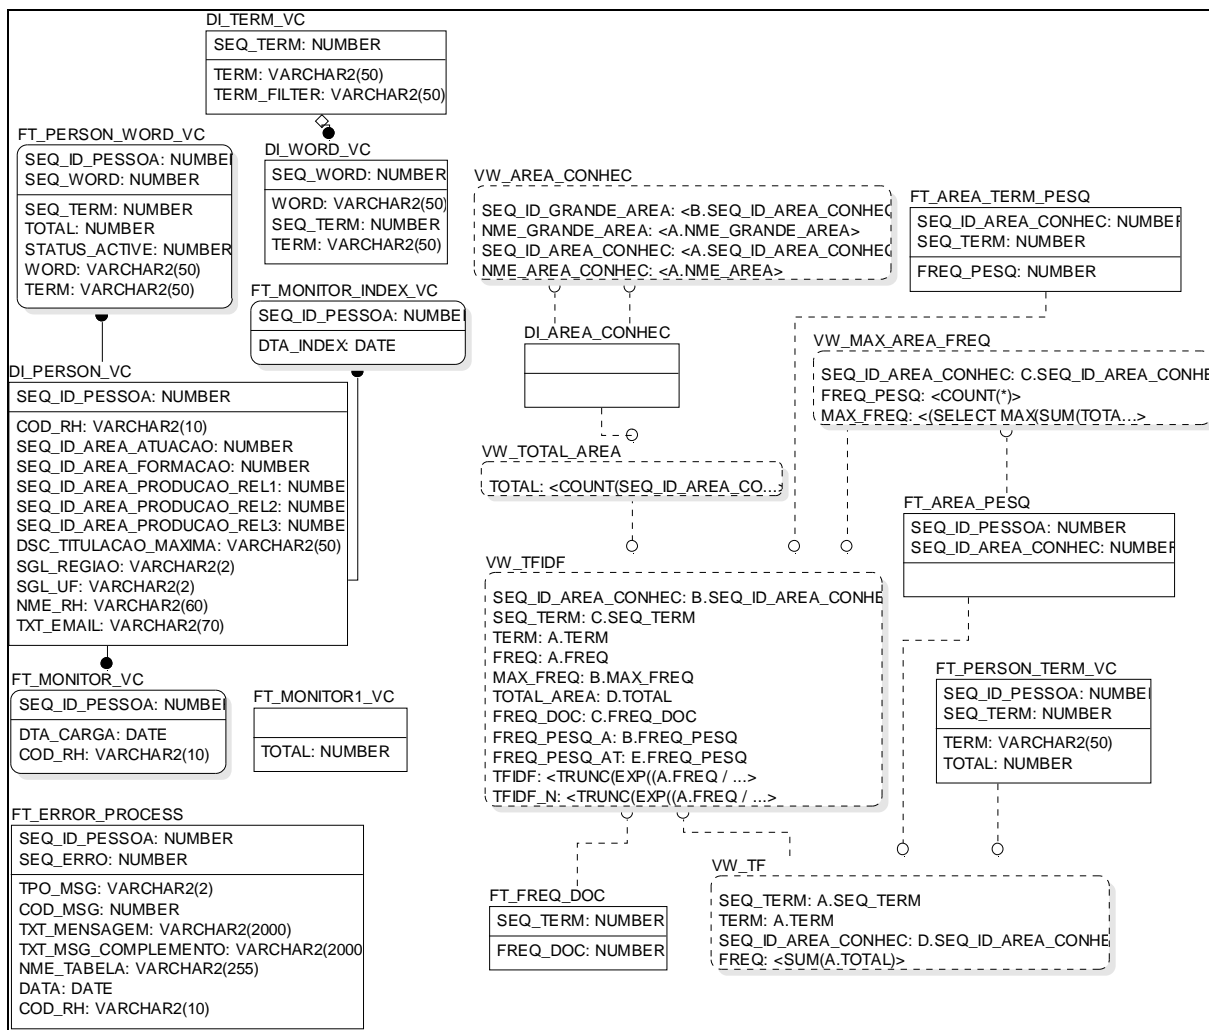 DI_TERM_VC
SEQ_TERM: NUMBER
TERM: VARCHAR2(50)
TERM_FILTER: VARCHAR2(50)
FT_PERSON_WORD_VC
SEQ_ID_PESSOA: NUMBE
SEQ_WORD: NUMBER
SEQ_TERM: NUMBER
TOTAL: NUMBER
STATUS_ACTIVE: NUMBER
WORD: VARCHAR2(50)
TERM: VARCHAR2(50)
DI_WORD_VC
SEQ_WORD: NUMBER
WORD: VARCHAR2(50)
SEQ_TERM: NUMBER
TERM: VARCHAR2(50)
FT_MONITOR_INDEX_VC
SEQ_ID_PESSOA: NUMBE
DTA_INDEX: DATE
DI_PERSON_VC
SEQ_ID_PESSOA: NUMBER
COD_RH: VARCHAR2(10)
SEQ_ID_AREA_ATUACAO: NUMBER
SEQ_ID_AREA_FORMACAO: NUMBER
SEQ_ID_AREA_PRODUCAO_REL1: NUMBE
SEQ_ID_AREA_PRODUCAO_REL2: NUMBE
SEQ_ID_AREA_PRODUCAO_REL3: NUMBE
DSC_TITULACAO_MAXIMA: VARCHAR2(50)
SGL_REGIAO: VARCHAR2(2)
SGL_UF: VARCHAR2(2)
NME_RH: VARCHAR2(60)
TXT_EMAIL: VARCHAR2(70)
FT_MONITOR_VC
SEQ_ID_PESSOA: NUMBE
DTA_CARGA: DATE
COD_RH: VARCHAR2(10)
FT_MONITOR1_VC
TOTAL: NUMBER
FT_ERROR_PROCESS
SEQ_ID_PESSOA: NUMBER
SEQ_ERRO: NUMBER
TPO_MSG: VARCHAR2(2)
COD_MSG: NUMBER
TXT_MENSAGEM: VARCHAR2(2000)
TXT_MSG_COMPLEMENTO: VARCHAR2(2000
NME_TABELA: VARCHAR2(255)
DATA: DATE
COD_RH: VARCHAR2(10)
VW_AREA_CONHEC
SEQ_ID_GRANDE_AREA: <B.SEQ_ID_AREA_CONHEC
NME_GRANDE_AREA: <A.NME_GRANDE_AREA>
SEQ_ID_AREA_CONHEC: <A.SEQ_ID_AREA_CONHEC
NME_AREA_CONHEC: <A.NME_AREA>
DI_AREA_CONHEC
VW_TOTAL_AREA
TOTAL: <COUNT(SEQ_ID_AREA_CO...>
FT_AREA_TERM_PESQ
SEQ_ID_AREA_CONHEC: NUMBER
SEQ_TERM: NUMBER
FREQ_PESQ: NUMBER
VW_MAX_AREA_FREQ
SEQ_ID_AREA_CONHEC: C.SEQ_ID_AREA_CONHE
FREQ_PESQ: <COUNT(*)>
MAX_FREQ: <(SELECT MAX(SUM(TOTA...>
FT_AREA_PESQ
SEQ_ID_PESSOA: NUMBER
SEQ_ID_AREA_CONHEC: NUMBER
VW_TFIDF
SEQ_ID_AREA_CONHEC: B.SEQ_ID_AREA_CONHE
SEQ_TERM: C.SEQ_TERM
TERM: A.TERM
FREQ: A.FREQ
MAX_FREQ: B.MAX_FREQ
TOTAL_AREA: D.TOTAL
FREQ_DOC: C.FREQ_DOC
FREQ_PESQ_A: B.FREQ_PESQ
FREQ_PESQ_AT: E.FREQ_PESQ
TFIDF: <TRUNC(EXP((A.FREQ / ...>
TFIDF_N: <TRUNC(EXP((A.FREQ / ...>
FT_PERSON_TERM_VC
SEQ_ID_PESSOA: NUMBE
SEQ_TERM: NUMBER
TERM: VARCHAR2(50)
TOTAL: NUMBER
FT_FREQ_DOC
SEQ_TERM: NUMBER
FREQ_DOC: NUMBER
VW_TF
SEQ_TERM: A.SEQ_TERM
TERM: A.TERM
SEQ_ID_AREA_CONHEC: D.SEQ_ID_AREA_CONHE
FREQ: <SUM(A.TOTAL)>